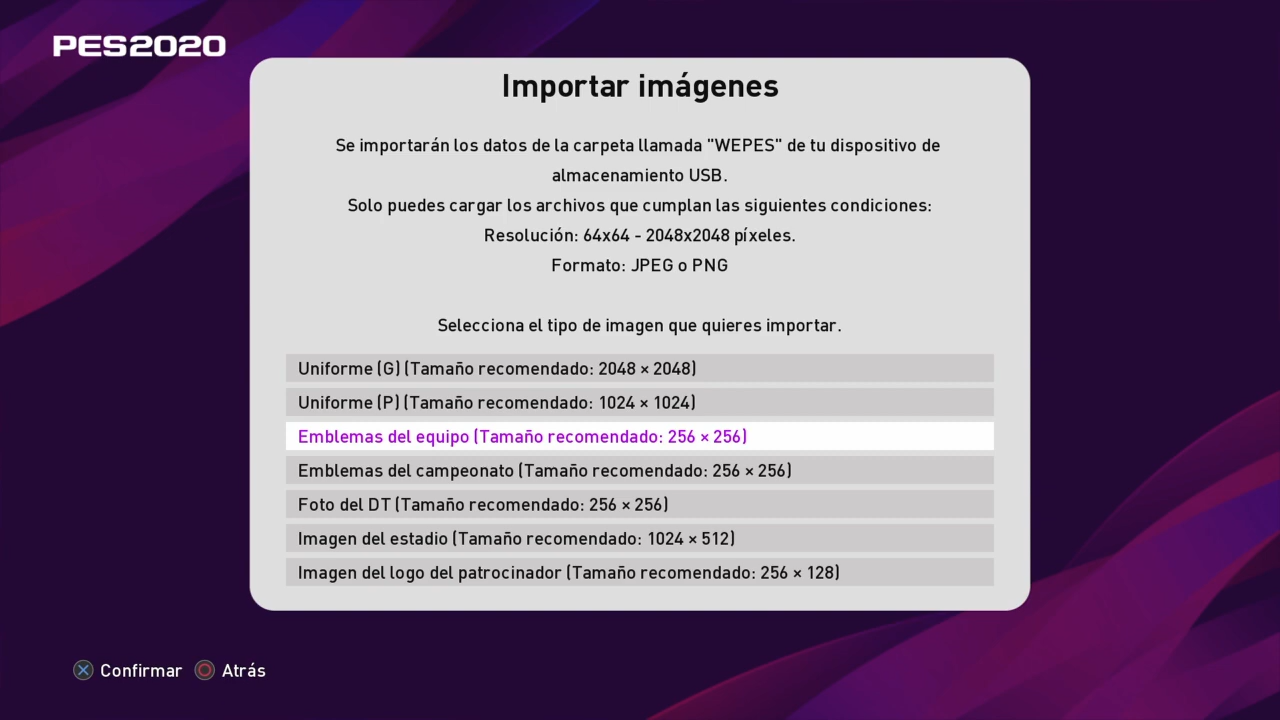 PES2020
Importar imágenes
Se importarán los datos de la carpeta llamada "WEPES" de tu dispositivo de
almacenamiento USB.
Solo puedes cargar los archivos que cumplan las siguientes condiciones:
Resolución: 64x64 - 2048x2048 píxeles.
Formato: JPEG o PNG
Selecciona el tipo de imagen que quieres importar.
Uniforme (G) (Tamaño recomendado: 2048 × 2048)
Uniforme (P) (Tamaño recomendado: 1024 × 1024)
Emblemas del equipo (Tamaño recomendado: 256 × 256)
Emblemas del campeonato (Tamaño recomendado: 256 × 256)
Foto del DT (Tamaño recomendado: 256 × 256)
Imagen del estadio (Tamaño recomendado: 1024 × 512)
Imagen del logo del patrocinador (Tamaño recomendado: 256 × 128)
Confirmar Atrás